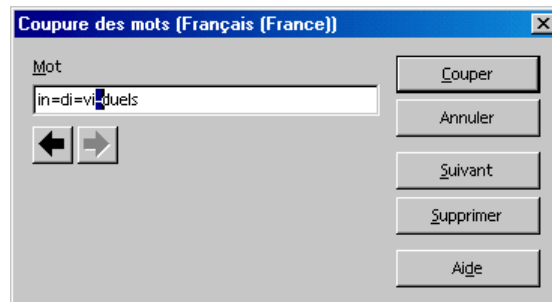 Coupure des mots (Français (France))
Mot
in=di=vi-duels
Couper
Annuler
Suivant
Supprimer
Aide